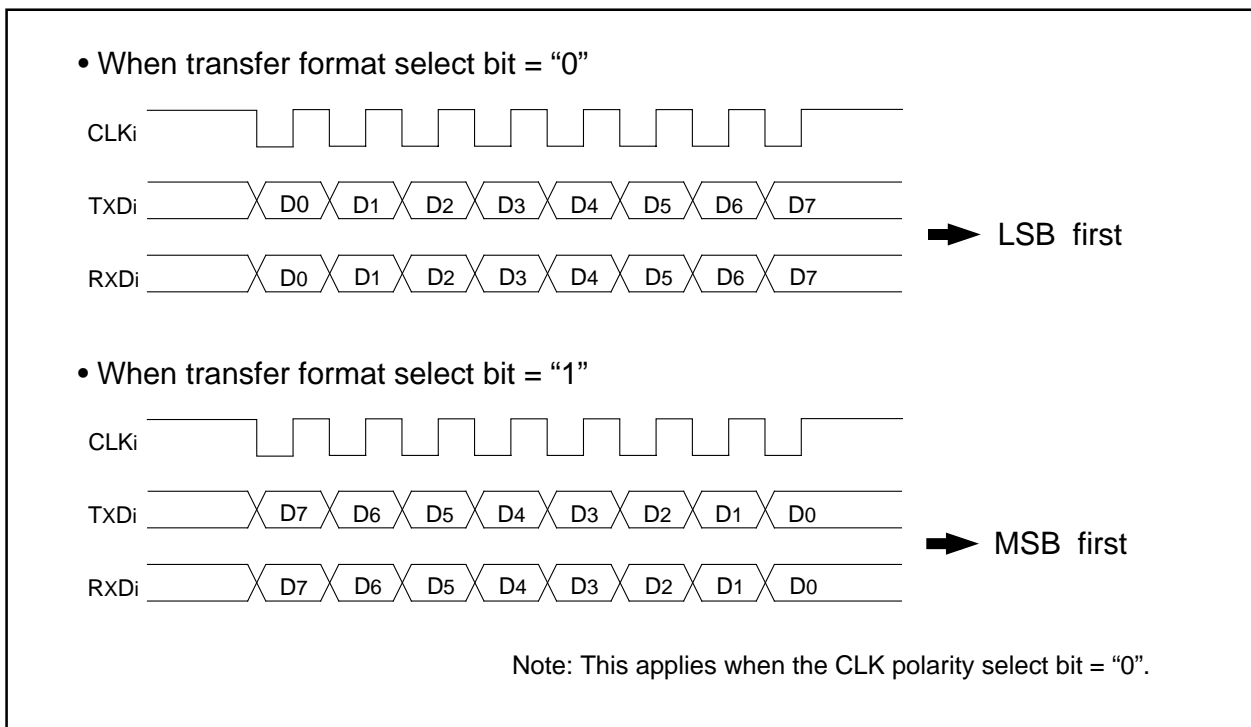 • When transfer format select bit = “0”
CLKi
TXDi D0 D1 D2 D3 D4 D5 D6 D7
RXDi D0 D1 D2 D3 D4 D5 D6 D7
LSB first
• When transfer format select bit = “1”
CLKi
TXDi D7 D6 D5 D4 D3 D2 D1 D0
RXDi D7 D6 D5 D4 D3 D2 D1 D0
MSB first
Note: This applies when the CLK polarity select bit = “0”.